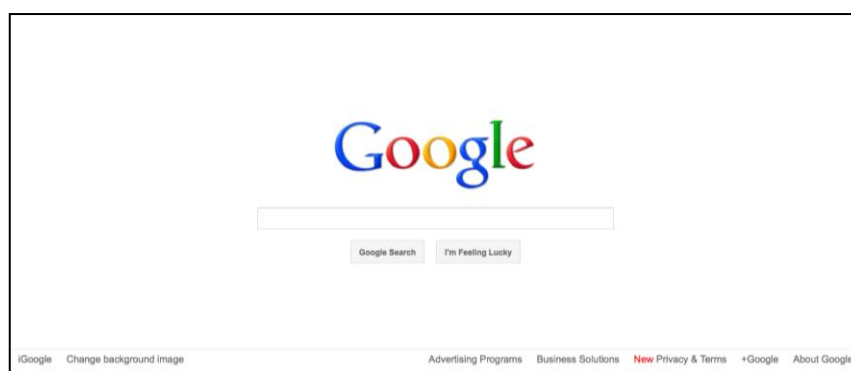 Google
Google Search I'm Feeling Lucky
iGoogle Change background image Advertising Programs Business Solutions New Privacy & Terms +Google About Google